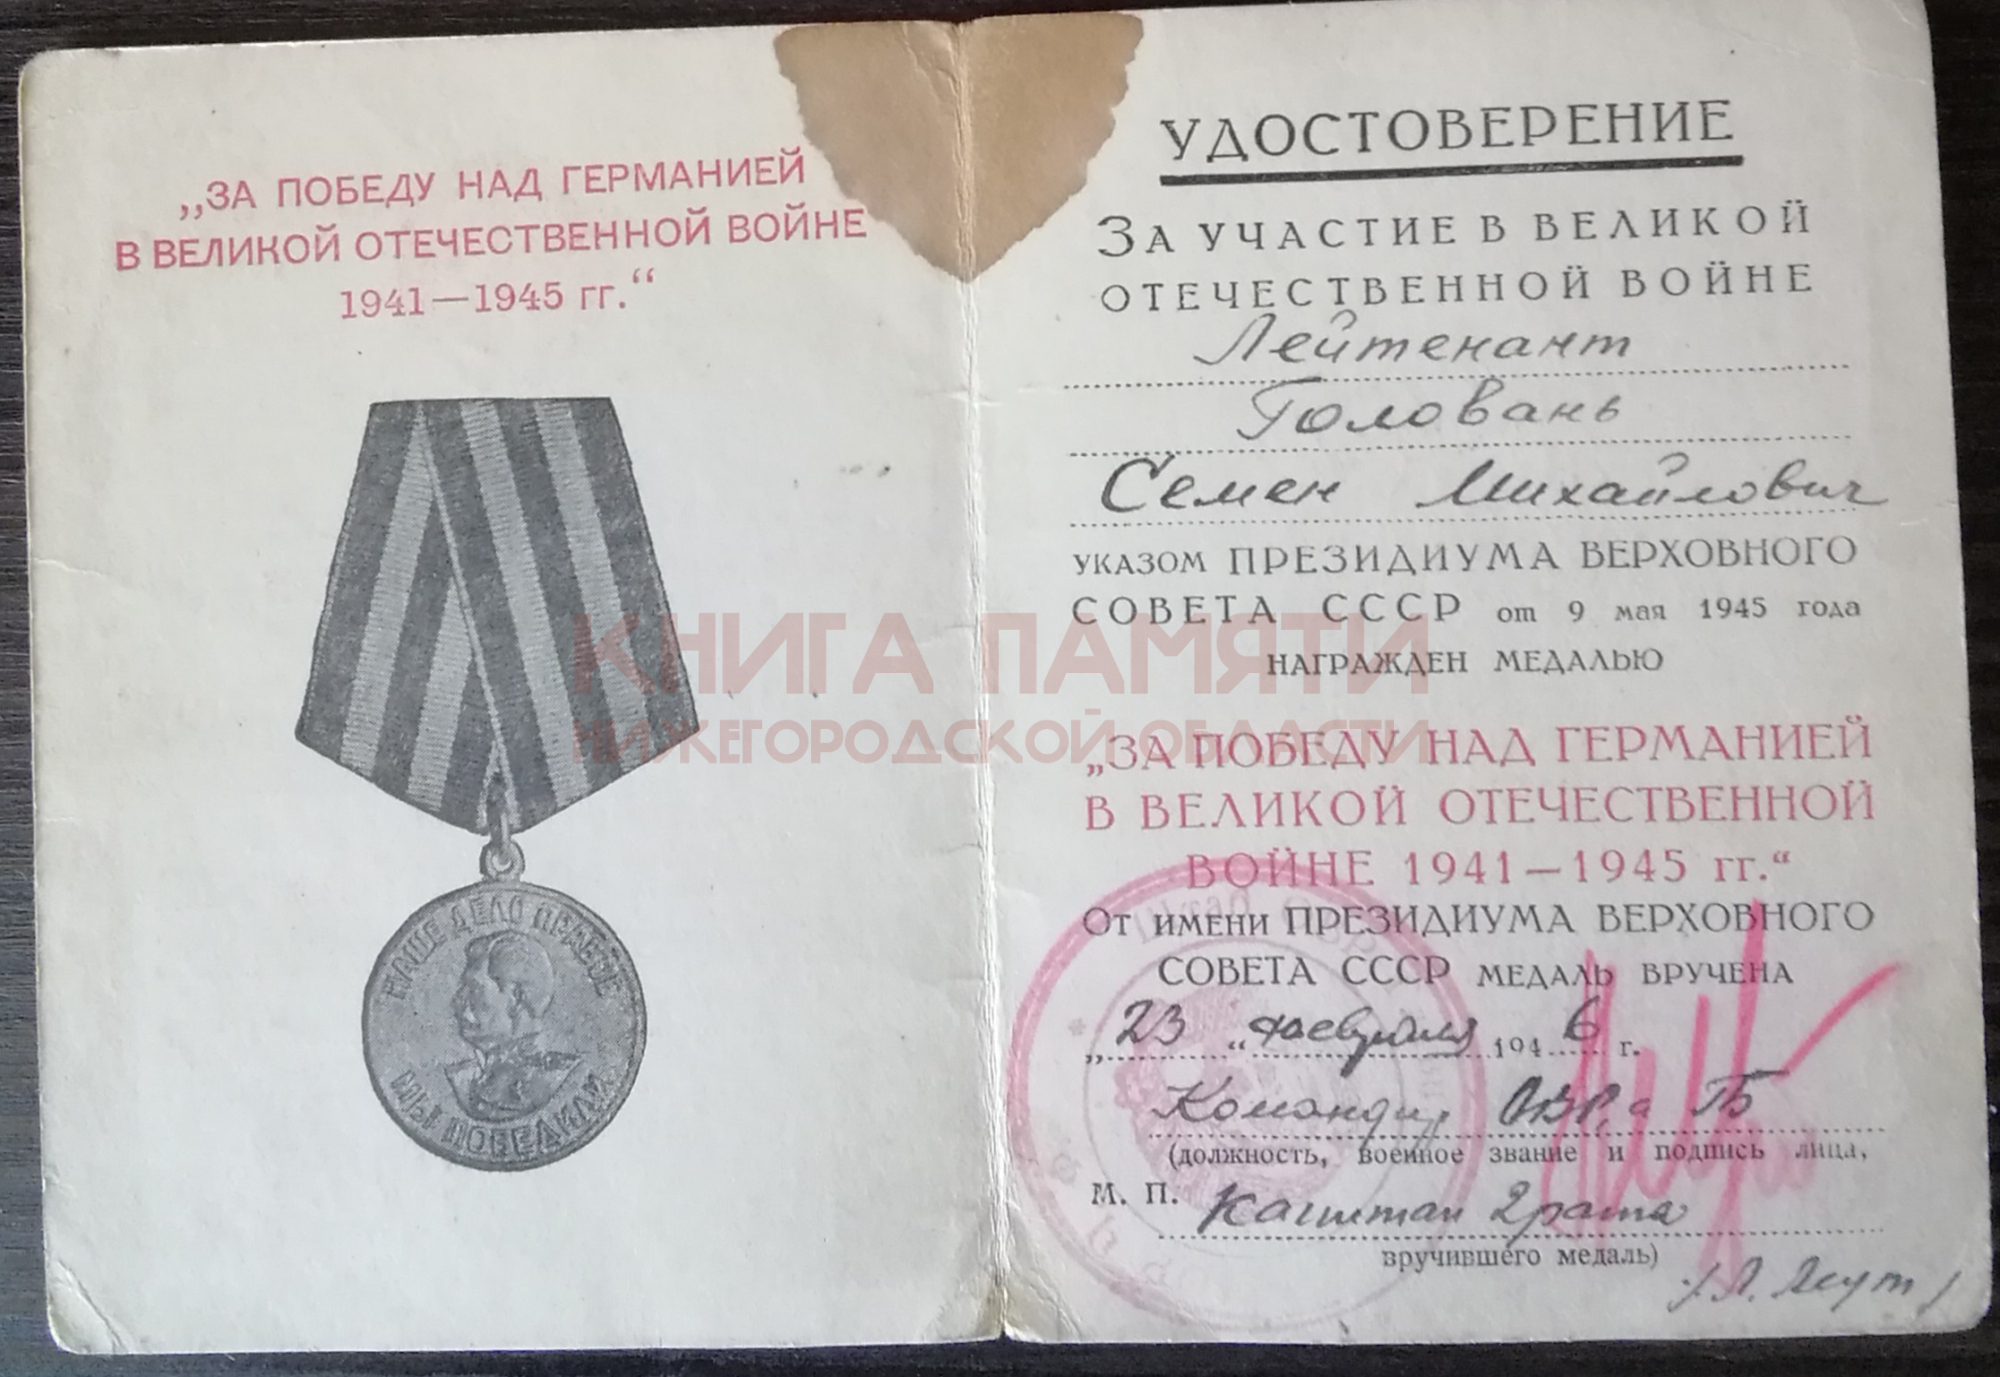 „ЗА ПОБЕДУ НАД ГЕРМАНИЕЙ
В ВЕЛИКОЙ ОТЕЧЕСТВЕННОЙ ВОЙНЕ
1941—1945 гг.“
НАШЕ ДЕЛО ПРАВОЕ
МЫ ПОБЕДИЛИ
УДОСТОВЕРЕНИЕ
ЗА УЧАСТИЕ В ВЕЛИКОЙ
ОТЕЧЕСТВЕННОЙ ВОЙНЕ
Лейтенант
Головань
Семен Михайлович
УКАЗОМ ПРЕЗИДИУМА ВЕРХОВНОГО
СОВЕТА СССР от 9 мая 1945 года
НАГРАЖДЕН МЕДАЛЬЮ
„ЗА ПОБЕДУ НАД ГЕРМАНИЕЙ
В ВЕЛИКОЙ ОТЕЧЕСТВЕННОЙ
ВОЙНЕ 1941—1945 гг.“
ОТ ИМЕНИ ПРЕЗИДИУМА ВЕРХОВНОГО
СОВЕТА СССР МЕДАЛЬ ВРУЧЕНА
„23“ февраля 1946 г.
Командир ОВРа
(должность, военное звание и подпись лица,
М. П. Капитан 2 ранга
вручившего медаль)
КНИГА ПАМЯТИ
НИЖЕГОРОДСКОЙ ОБЛАСТИ